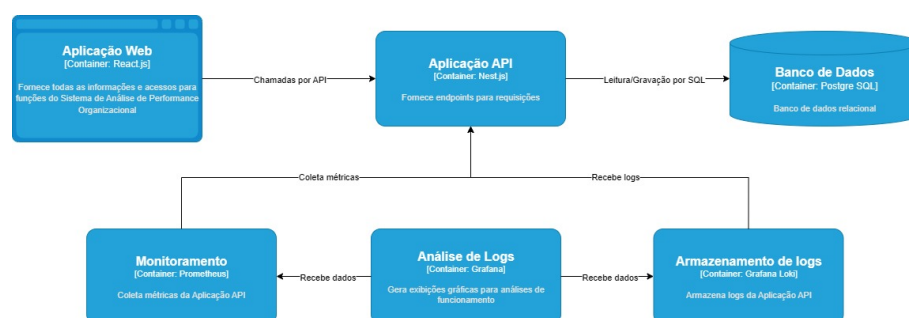 Aplicação Web
[Container: React.js]
Fornece todas as informações e acessos para
funções do Sistema de Análise de Performance
Organizacional
Chamadas por API
Aplicação API
[Container: Nest.js]
Fornece endpoints para requisições
Leitura/Gravação por SQL
Banco de Dados
[Container: Postgre SQL]
Banco de dados relacional
Coleta métricas
Recebe logs
Monitoramento
[Container: Prometheus]
Coleta métricas da Aplicação API
Recebe dados
Análise de Logs
[Container: Grafana]
Gera exibições gráficas para análises de
funcionamento
Recebe dados
Armazenamento de logs
[Container: Grafana Loki]
Armazena logs da Aplicação API